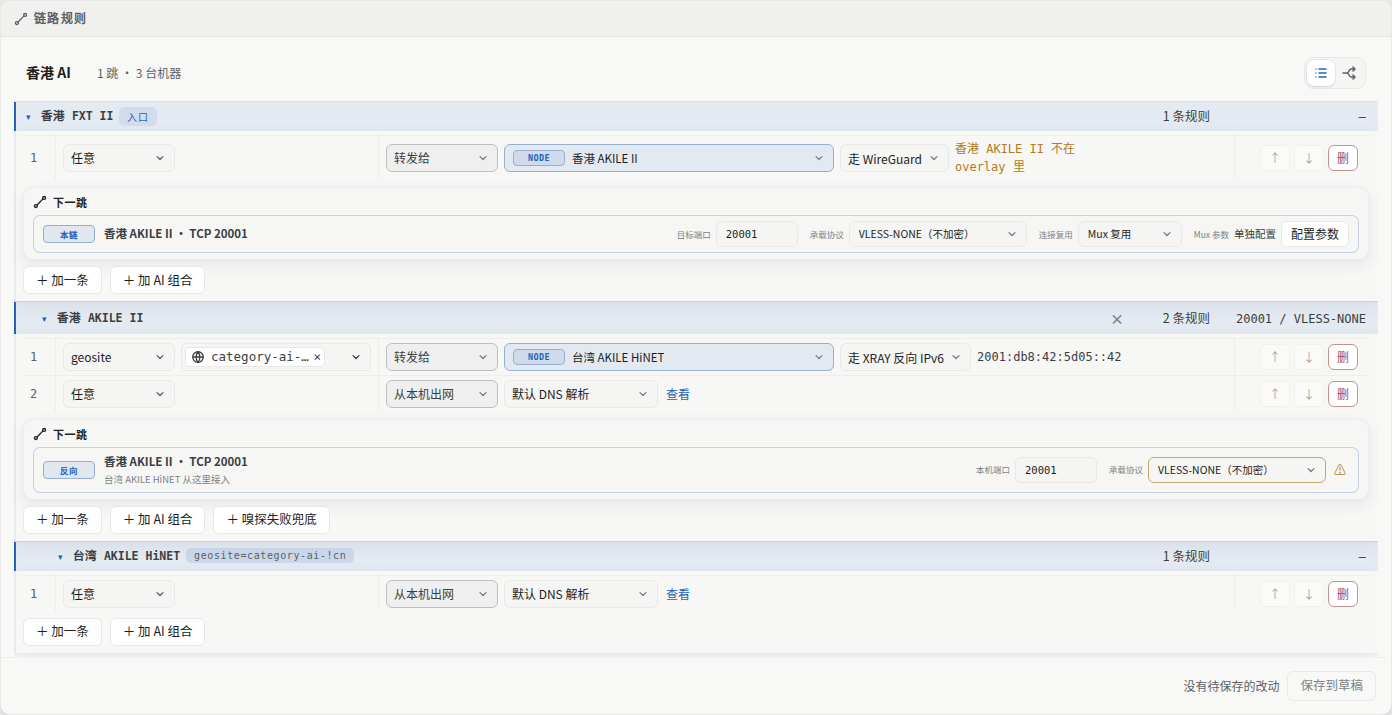 链路规则
香港 AI 1 跳 · 3 台机器
▾ 香港 FXT II 入口 1 条规则 –
1 任意 转发给 NODE 香港 AKILE II 走 WireGuard 香港 AKILE II 不在
overlay 里 ↑ ↓ 删
下一跳
本链 香港 AKILE II · TCP 20001 目标端口 20001 承载协议 VLESS-NONE（不加密） 连接复用 Mux 复用 Mux 参数 单独配置 配置参数
＋ 加一条 ＋ 加 AI 组合
▾ 香港 AKILE II × 2 条规则 20001 / VLESS-NONE
1 geosite category-ai-… × 转发给 NODE 台湾 AKILE HiNET 走 XRAY 反向 IPv6 2001:db8:42:5d05::42 ↑ ↓ 删
2 任意 从本机出网 默认 DNS 解析 查看 ↑ ↓ 删
下一跳
反向 香港 AKILE II · TCP 20001 本机端口 20001 承载协议 VLESS-NONE（不加密）
台湾 AKILE HiNET 从这里接入
＋ 加一条 ＋ 加 AI 组合 ＋ 嗅探失败兜底
▾ 台湾 AKILE HiNET geosite=category-ai-!cn 1 条规则 –
1 任意 从本机出网 默认 DNS 解析 查看 ↑ ↓ 删
＋ 加一条 ＋ 加 AI 组合
没有待保存的改动 保存到草稿